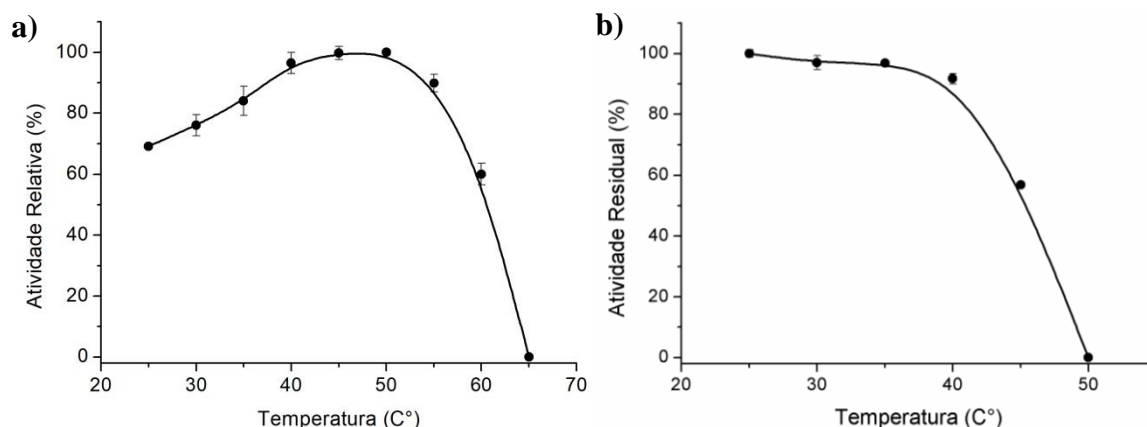 a)
Atividade Relativa (%)
100
80
60
40
20
0
20 30 40 50 60 70
Temperatura (C°)
b)
Atividade Residual (%)
100
80
60
40
20
0
20 30 40 50
Temperatura (C°)